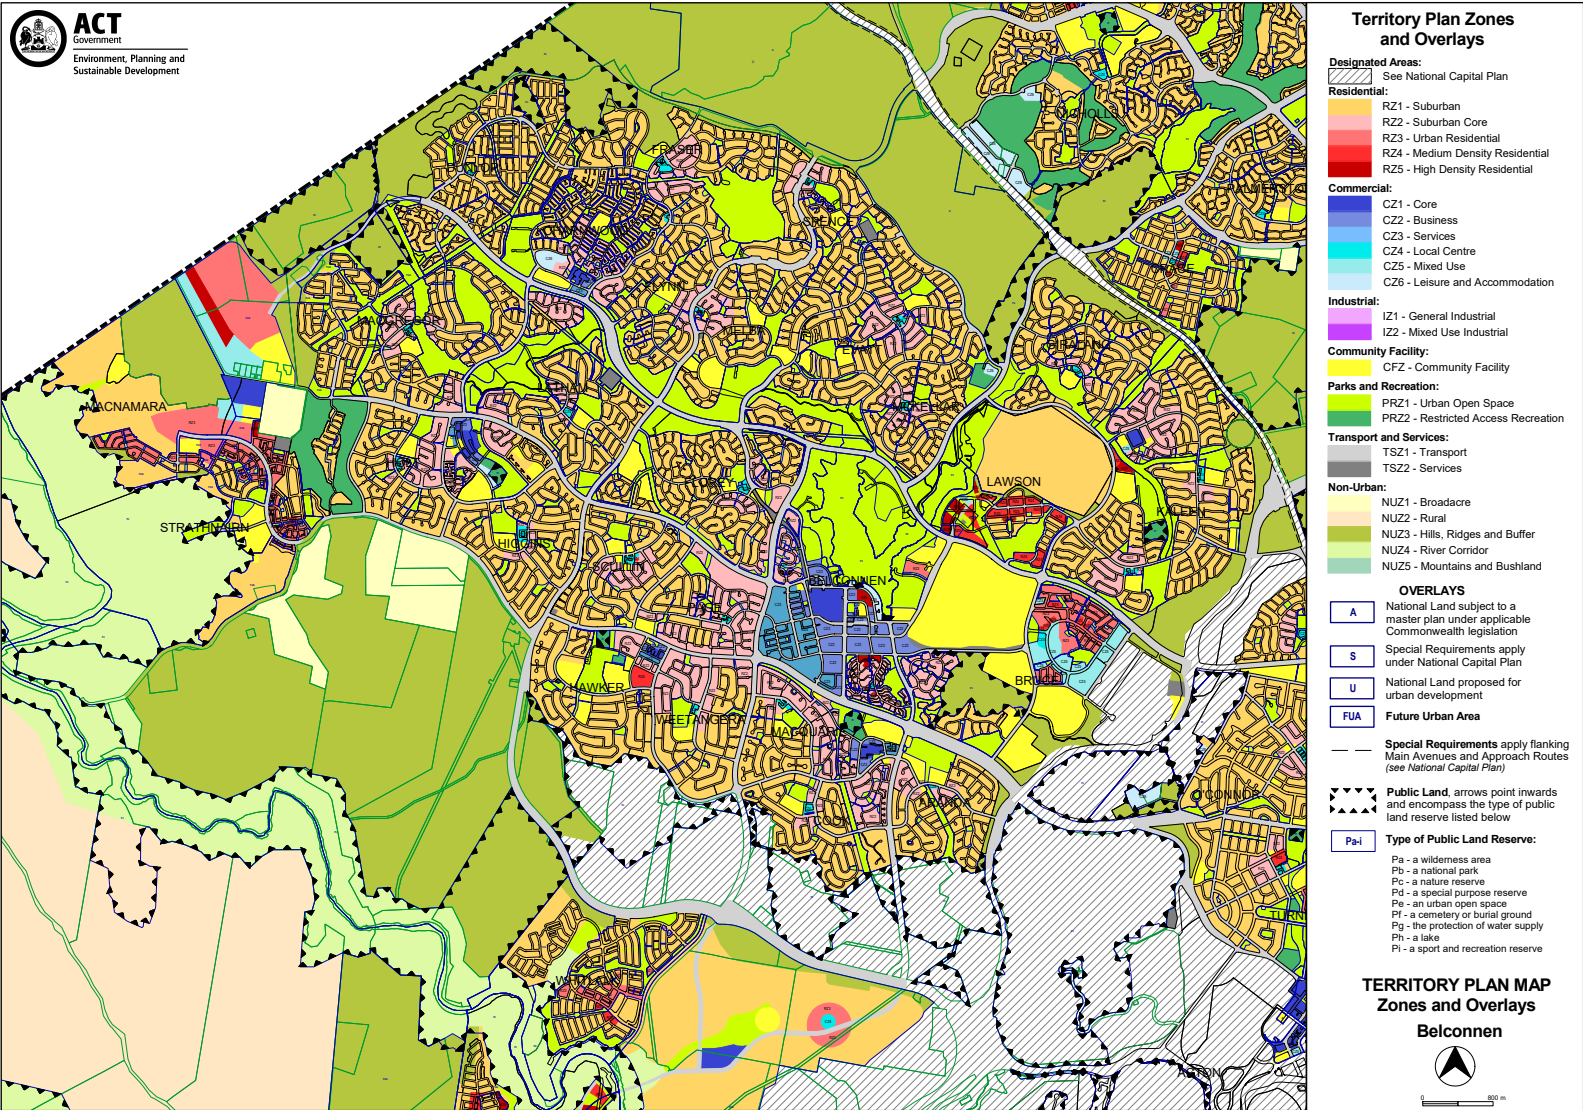 ACT
Government
Environment, Planning and
Sustainable Development
NICHOLLS
FRASER
DUNLOP
PALMERSTO
SPENCE
CHARNWOOD
CRACE
FLYNN
MACGREGOR
MELBA
EVATT
GIRALANG
LATHAM
MACNAMARA
MCKELLAR
HOLT
FLOREY
LAWSON
KALEEN
STRATHNAIRN
HIGGINS
SCULLIN
BELCONNEN
PAGE
HAWKER
BRUCE
WEETANGERA
MACQUARIE
O'CONNOR
ARANDA
COOK
TURN
WHITLAM
ACTON
Territory Plan Zones
and Overlays
Designated Areas:
See National Capital Plan
Residential:
RZ1 - Suburban
RZ2 - Suburban Core
RZ3 - Urban Residential
RZ4 - Medium Density Residential
RZ5 - High Density Residential
Commercial:
CZ1 - Core
CZ2 - Business
CZ3 - Services
CZ4 - Local Centre
CZ5 - Mixed Use
CZ6 - Leisure and Accommodation
Industrial:
IZ1 - General Industrial
IZ2 - Mixed Use Industrial
Community Facility:
CFZ - Community Facility
Parks and Recreation:
PRZ1 - Urban Open Space
PRZ2 - Restricted Access Recreation
Transport and Services:
TSZ1 - Transport
TSZ2 - Services
Non-Urban:
NUZ1 - Broadacre
NUZ2 - Rural
NUZ3 - Hills, Ridges and Buffer
NUZ4 - River Corridor
NUZ5 - Mountains and Bushland
OVERLAYS
A National Land subject to a
master plan under applicable
Commonwealth legislation
S Special Requirements apply
under National Capital Plan
U National Land proposed for
urban development
FUA Future Urban Area
Special Requirements apply flanking
Main Avenues and Approach Routes
(see National Capital Plan)
Public Land, arrows point inwards
and encompass the type of public
land reserve listed below
Pa-i Type of Public Land Reserve:
Pa - a wilderness area
Pb - a national park
Pc - a nature reserve
Pd - a special purpose reserve
Pe - an urban open space
Pf - a cemetery or burial ground
Pg - the protection of water supply
Ph - a lake
Pi - a sport and recreation reserve
TERRITORY PLAN MAP
Zones and Overlays
Belconnen
0 800 m